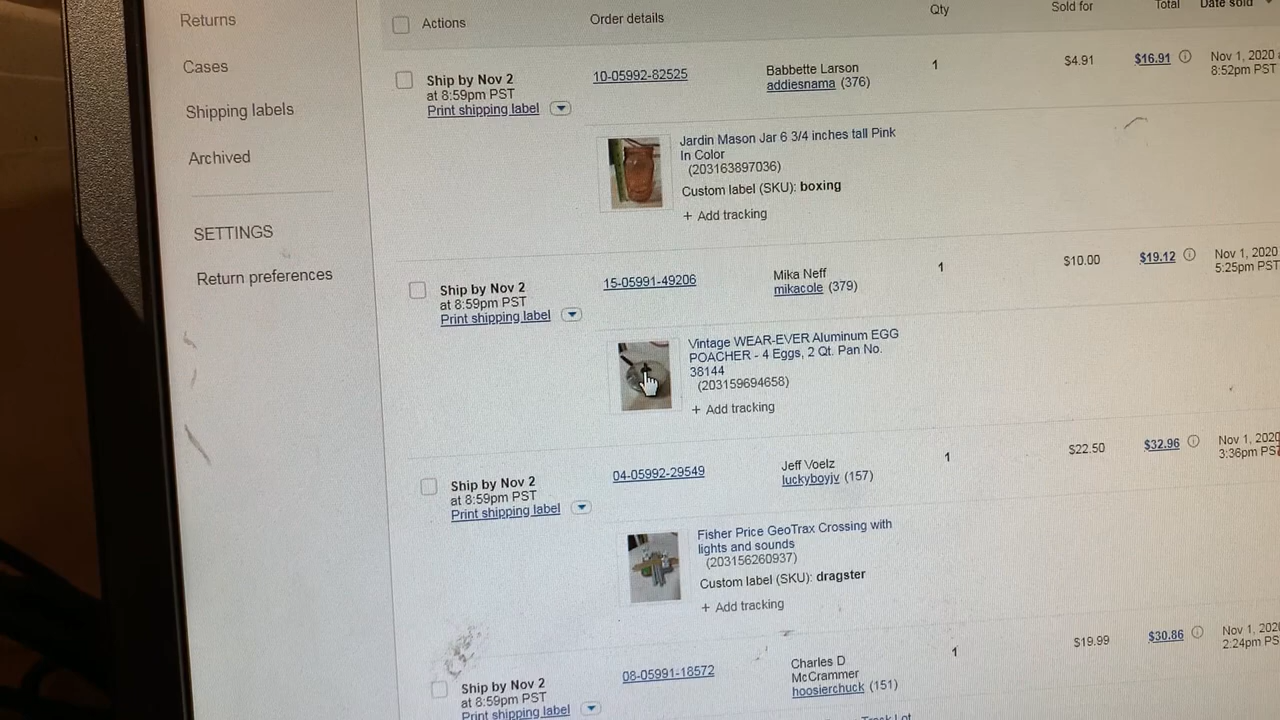 Returns
Cases
Shipping labels
Archived
SETTINGS
Return preferences
Actions
Order details
Qty
Sold for
Total
Date sold
Ship by Nov 2
at 8:59pm PST
Print shipping label
10-05992-82525
Babbette Larson
addiesnama (376)
1
$4.91
$16.91
Nov 1, 2020
8:52pm PST
Jardin Mason Jar 6 3/4 inches tall Pink
In Color
(203163897036)
Custom label (SKU): boxing
+ Add tracking
Ship by Nov 2
at 8:59pm PST
Print shipping label
15-05991-49206
Mika Neff
mikacole (379)
1
$10.00
$19.12
Nov 1, 2020
5:25pm PST
Vintage WEAR-EVER Aluminum EGG
POACHER - 4 Eggs, 2 Qt. Pan No.
38144
(203159694658)
+ Add tracking
Ship by Nov 2
at 8:59pm PST
Print shipping label
04-05992-29549
Jeff Voelz
luckyboyjv (157)
1
$22.50
$32.96
Nov 1, 2020
3:36pm PST
Fisher Price GeoTrax Crossing with
lights and sounds
(203156260937)
Custom label (SKU): dragster
+ Add tracking
Ship by Nov 2
at 8:59pm PST
Print shipping label
08-05991-18572
Charles D
McCrammer
hoosierchuck (151)
1
$19.99
$30.86
Nov 1, 2020
2:24pm PS